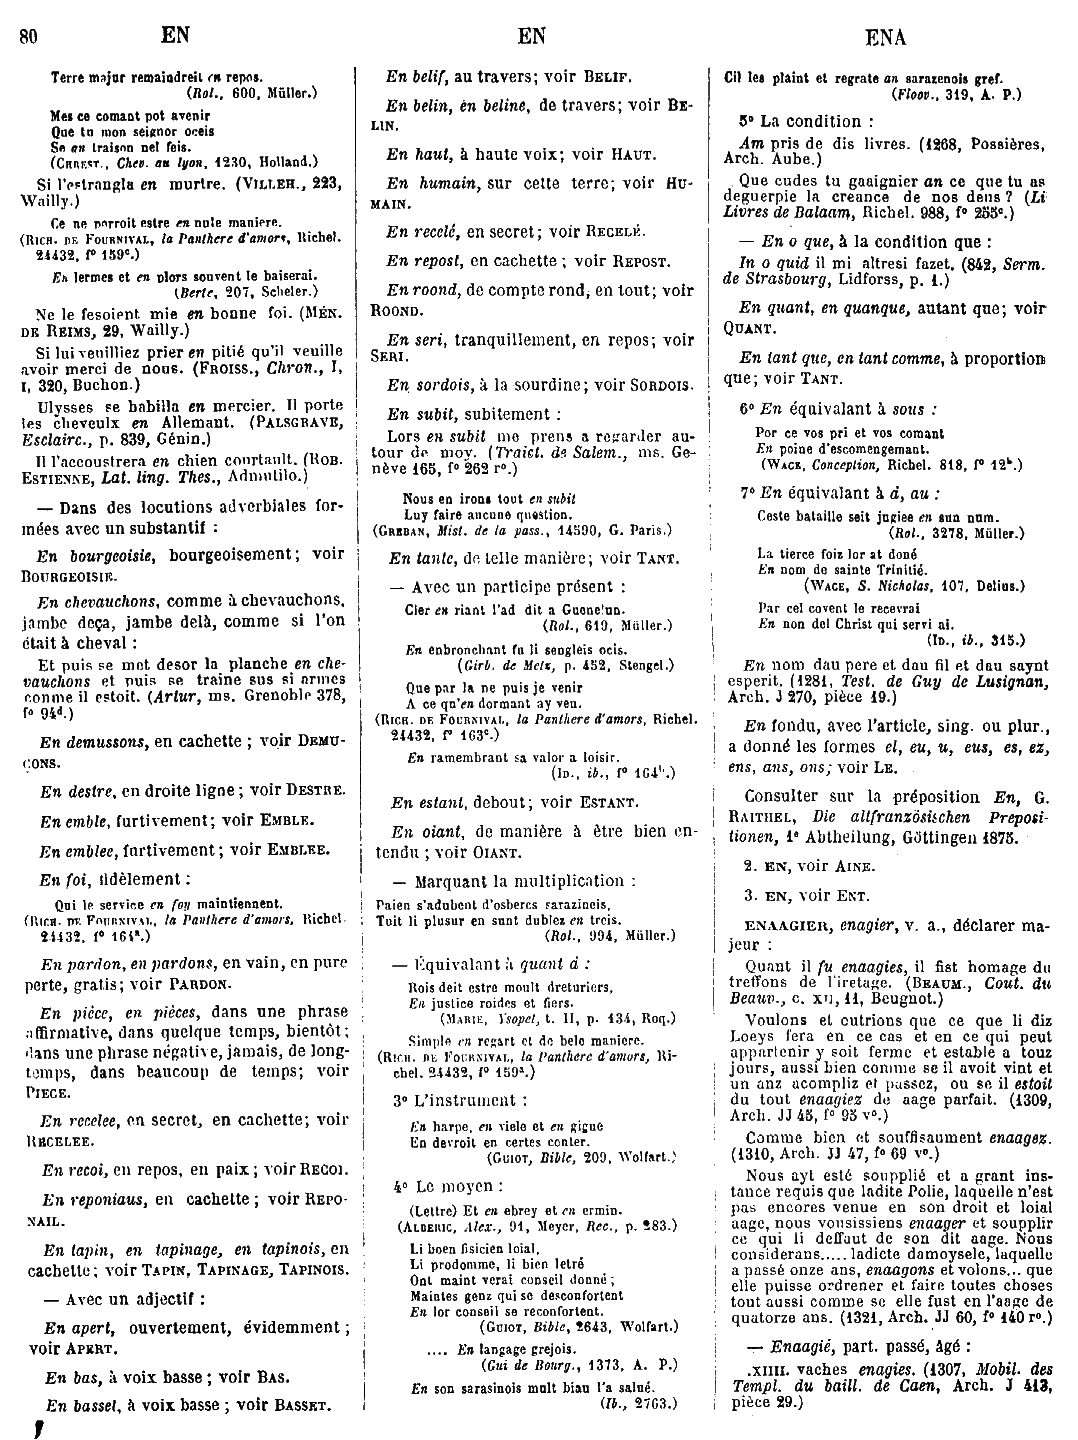 80 EN EN ENA
Terre major remaindreit en repos.
(Rol., 600, Müller.)
Mes ce comant pot avenir
Que tu mon seignor oceis
Se en traison nel feis.
(CHREST., Chev. au lyon, 1230, Holland.)
Si l'estrangla en murtre. (VILLEH., 223,
Wailly.)
Ce ne porroit estre en nule maniere.
(RICH. DE FOURNIVAL, la Panthere d'amors, Richel.
24432, f° 159c.)
En lermes et en plors souvent le baiserai.
(Berte, 207, Scheler.)
Ne le fesoient mie en bonne foi. (MÉN.
DE REIMS, 29, Wailly.)
Si lui veuilliez prier en pitié qu'il veuille
avoir merci de nous. (FROISS., Chron., I,
I, 320, Buchon.)
Ulysses se habilla en mercier. Il porte
les cheveulx en Allemant. (PALSGRAVE,
Esclairc., p. 839, Génin.)
Il l'accoustrera en chien courtault. (ROB.
ESTIENNE, Lat. ling. Thes., Admutilo.)
— Dans des locutions adverbiales for-
mées avec un substantif :
En bourgeoisie, bourgeoisement ; voir
BOURGEOISIE.
En chevauchons, comme à chevauchons,
jambe deça, jambe delà, comme si l'on
était à cheval :
Et puis se met desor la planche en che-
vauchons et puis se traine sus si armes
comme il estoit. (Artur, ms. Grenoble 378,
f° 94d.)
En demussons, en cachette ; voir DEMU-
ÇONS.
En destre, en droite ligne ; voir DESTRE.
En emble, furtivement ; voir EMBLE.
En emblee, furtivement ; voir EMBLEE.
En foi, fidèlement :
Qui le service en foy maintiennent.
(RICH. DE FOURNIVAL, la Panthere d'amors, Richel.
24432, f° 164a.)
En pardon, en pardons, en vain, en pure
perte, gratis ; voir PARDON.
En pièce, en pièces, dans une phrase
affirmative, dans quelque temps, bientôt ;
dans une phrase négative, jamais, de long-
temps, dans beaucoup de temps ; voir
PIECE.
En recelee, en secret, en cachette ; voir
RECELEE.
En recoi, en repos, en paix ; voir RECOI.
En reponiaus, en cachette ; voir REPO-
NAIL.
En tapin, en tapinage, en tapinois, en
cachette ; voir TAPIN, TAPINAGE, TAPINOIS.
— Avec un adjectif :
En apert, ouvertement, évidemment ;
voir APERT.
En bas, à voix basse ; voir BAS.
En basset, à voix basse ; voir BASSET.
En belif, au travers ; voir BELIF.
En belin, en beline, de travers ; voir BE-
LIN.
En haut, à haute voix ; voir HAUT.
En humain, sur cette terre ; voir HU-
MAIN.
En recelé, en secret ; voir RECELÉ.
En repost, en cachette ; voir REPOST.
En roond, de compte rond, en tout ; voir
ROOND.
En seri, tranquillement, en repos ; voir
SERI.
En sordois, à la sourdine ; voir SORDOIS.
En subit, subitement :
Lors en subit me prens a regarder au-
tour de moy. (Traict. de Salem., ms. Ge-
nève 165, f° 262 r°.)
Nous en irons tout en subit
Luy faire aucune question.
(GREBAN, Mist. de la pass., 14590, G. Paris.)
En tante, de telle manière ; voir TANT.
— Avec un participe présent :
Cler en riant l'ad dit a Guenelun.
(Rol., 619, Müller.)
En enbronchant fu li sengleis ocis.
(Girb. de Metz, p. 452, Stengel.)
Que par la ne puis je venir
A ce qu'en dormant ay veu.
(RICH. DE FOURNIVAL, la Panthere d'amors, Richel.
24432, f° 163c.)
En ramembrant sa valor a loisir.
(ID., ib., f° 164b.)
En estant, debout ; voir ESTANT.
En oiant, de manière à être bien en-
tendu ; voir OIANT.
— Marquant la multiplication :
Paien s'adubent d'osbercs sarazineis,
Tuit li plusur en sunt dublez en treis.
(Rol., 994, Müller.)
— Équivalant à quant à :
Rois deit estre moult dreturiers,
En justice roides et fiers.
(MARIE, Ysopet, t. II, p. 134, Roq.)
Simple en regart et de bele maniere.
(RICH. DE FOURNIVAL, la Panthere d'amors, Ri-
chel. 24432, f° 159a.)
3° L'instrument :
En harpe, en viele et en gigue
En devroit en certes conter.
(GUIOT, Bible, 209, Wolfart.)
4° Le moyen :
(Lettre) Et en ebrey et en ermin.
(ALBERIC, Alex., 91, Meyer, Rec., p. 283.)
Li boen fisicien loial,
Li prodomme, li bien letré
Ont maint verai conseil donné ;
Maintes genz qui se desconfortent
En lor conseil se reconfortent.
(GUIOT, Bible, 2643, Wolfart.)
.... En langage grejois.
(Gui de Bourg., 1373, A. P.)
En son sarasinois mult biau l'a salué.
(Ib., 2763.)
Cil les plaint et regrate an sarazenois gref.
(Floov., 319, A. P.)
5° La condition :
Am pris de dis livres. (1268, Possières,
Arch. Aube.)
Que cudes tu gaaignier an ce que tu as
deguerpie la creance de nos deus ? (Li
Livres de Balaam, Richel. 988, f° 255c.)
— En o que, à la condition que :
In o quid il mi altresi fazet. (842, Serm.
de Strasbourg, Lidforss, p. 1.)
En quant, en quanque, autant que ; voir
QUANT.
En tant que, en tant comme, à proportion
que ; voir TANT.
6° En équivalant à sous :
Por ce vos pri et vos comant
En poine d'escomengemant.
(WACE, Conception, Richel. 818, f° 12b.)
7° En équivalant à à, au :
Ceste bataille seit jugiee en sun num.
(Rol., 3278, Müller.)
La tierce foiz lor at doné
En nom de sainte Trinitié.
(WACE, S. Nicholas, 107, Delius.)
Par cel covent le recevrai
En non del Christ qui servi ai.
(ID., ib., 315.)
En nom dau pere et dau fil et dau saynt
esperit. (1281, Test. de Guy de Lusignan,
Arch. J 270, pièce 19.)
En fondu, avec l'article, sing. ou plur.,
a donné les formes el, eu, u, eus, es, ez,
ens, ans, ons ; voir LE.
Consulter sur la préposition En, G.
RAITHEL, Die altfranzösischen Preposi-
tionen, 1e Abtheilung, Göttingen 1875.
2. EN, voir AINE.
3. EN, voir ENT.
ENAAGIER, enagier, v. a., déclarer ma-
jeur :
Quant il fu enaagies, il fist homage du
treffons de l'iretage. (BEAUM., Cout. du
Beauv., c. XII, 11, Beugnot.)
Voulons et outrions que ce que li diz
Loeys fera en ce cas et en ce qui peut
appartenir y soit ferme et estable a touz
jours, aussi bien comme se il avoit vint et
un anz acompliz et passez, ou se il estoit
du tout enaagiez de aage parfait. (1309,
Arch. JJ 45, f° 95 v°.)
Comme bien et souffisaument enaagez.
(1310, Arch. JJ 47, f° 69 v°.)
Nous ayt esté souppliè et a grant ins-
tance requis que ladite Polie, laquelle n'est
pas encores venue en son droit et loial
aage, nous vousissiens enaager et soupplir
ce qui li deffaut de son dit aage. Nous
considerans..... ladicte damoysele, laquelle
a passé onze ans, enaagons et volons... que
elle puisse ordrener et faire toutes choses
tout aussi comme se elle fust en l'aage de
quatorze ans. (1321, Arch. JJ 60, f° 140 r°.)
— Enaagié, part. passé, âgé :
.XIIII. vaches enagies. (1307, Mobil. des
Templ. du baill. de Caen, Arch. J 413,
pièce 29.)